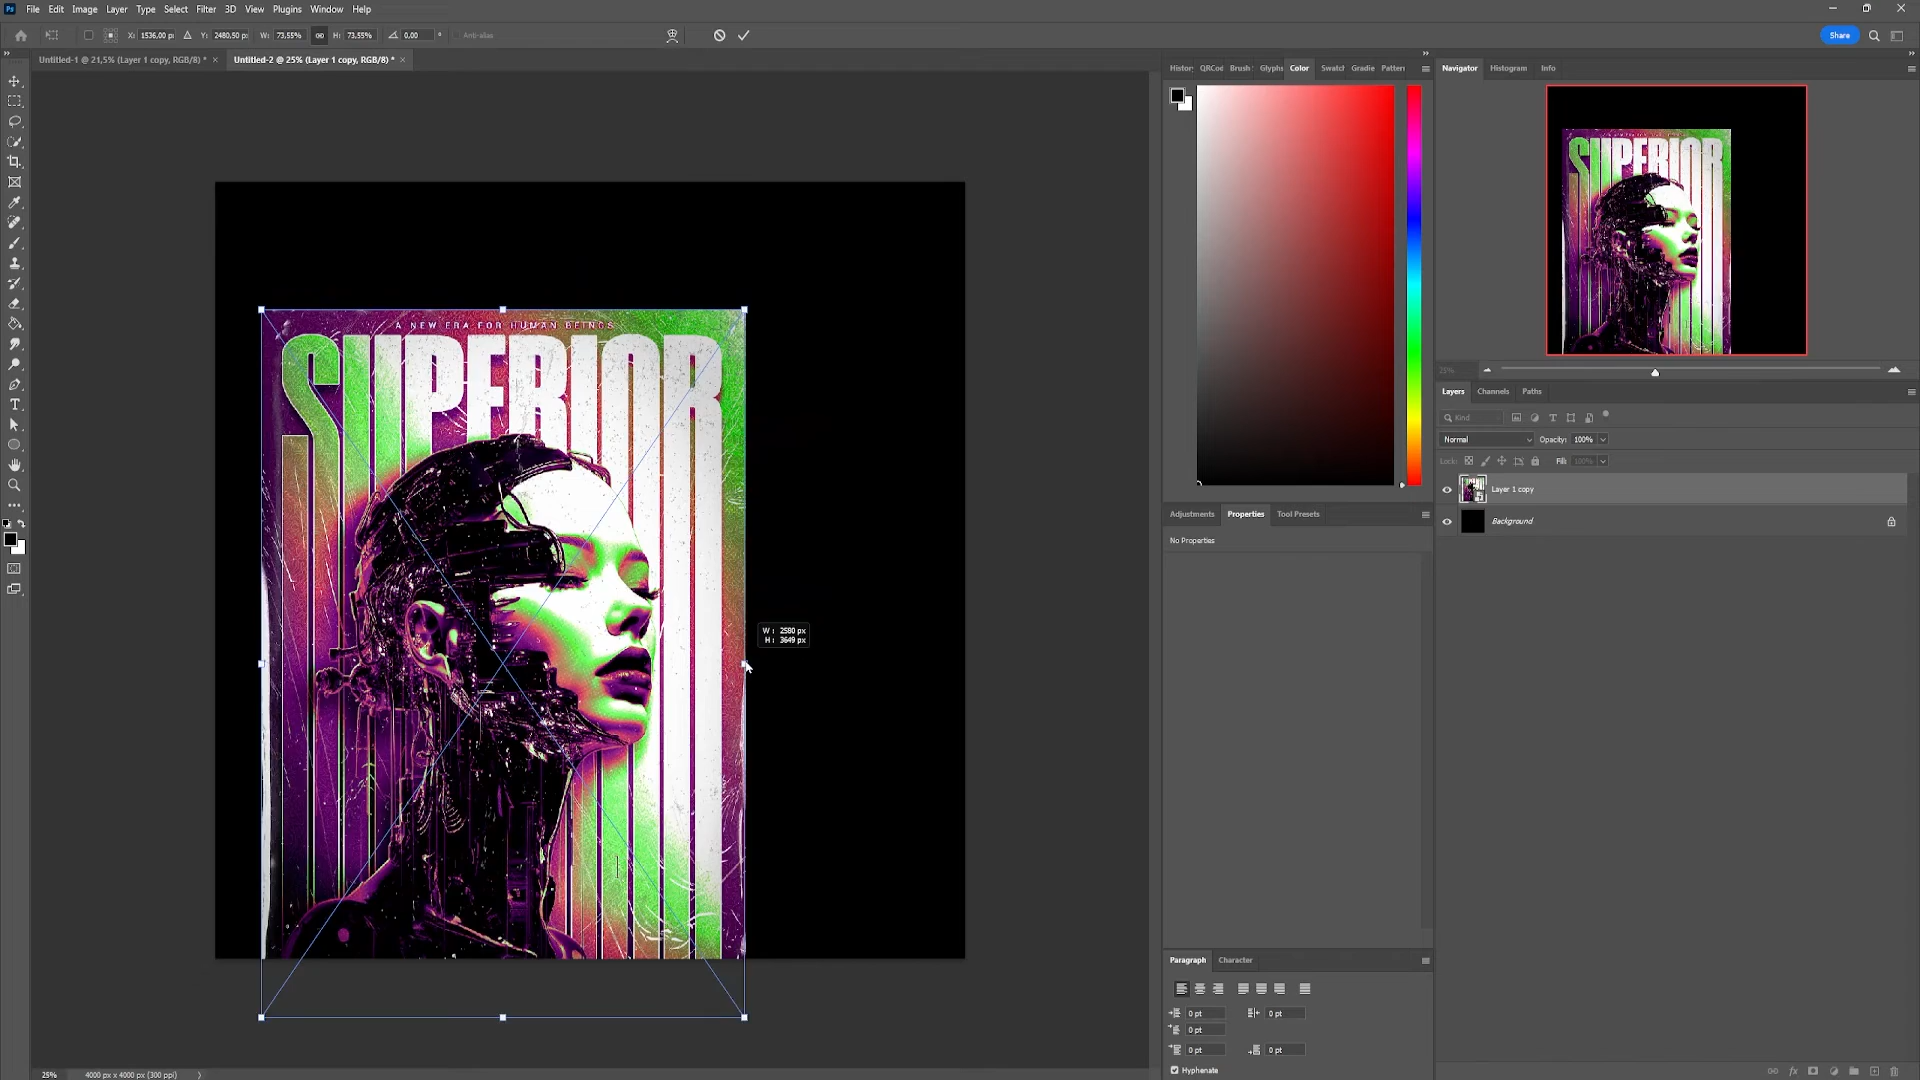 Ps File Edit Image Layer Type Select Filter 3D View Plugins Window Help
X: 1536,00 p Y: 2480,50 px W: 73,55% H: 73,55% 0,00 ° Anti-alias Share
Untitled-1 @ 21,5% (Layer 1 copy, RGB/8) * × Untitled-2 @ 25% (Layer 1 copy, RGB/8) * ×
Histor QRCod Brush Glyphs Color Swatch Gradie Pattern
Navigator Histogram Info
A NEW ERA FOR HUMAN BEINGS
SUPERIOR
W: 2580 px
H: 3649 px
25%
Layers Channels Paths
Kind
Normal Opacity: 100%
Lock: Fill: 100%
Layer 1 copy
Background
Adjustments Properties Tool Presets
No Properties
Paragraph Character
0 pt 0 pt
0 pt
0 pt 0 pt
Hyphenate
25% 4000 px x 4000 px (300 ppi)